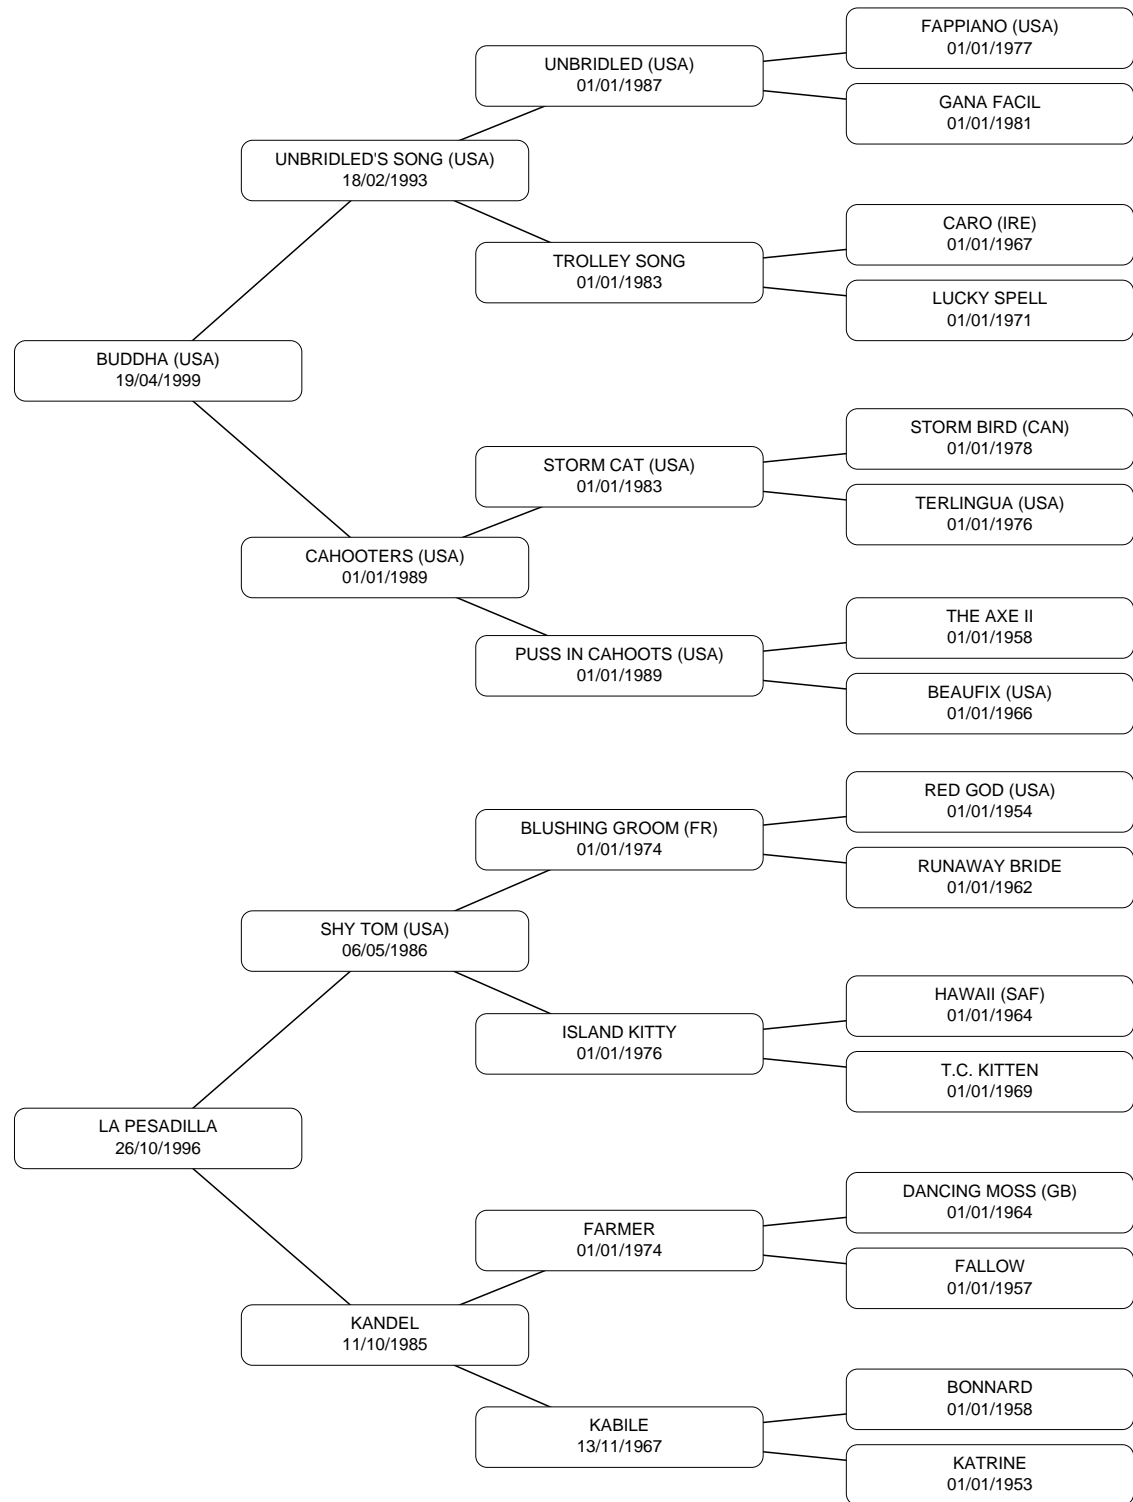 FAPPIANO (USA)
01/01/1977
UNBRIDLED (USA)
01/01/1987
GANA FACIL
01/01/1981
UNBRIDLED'S SONG (USA)
18/02/1993
CARO (IRE)
01/01/1967
TROLLEY SONG
01/01/1983
LUCKY SPELL
01/01/1971
BUDDHA (USA)
19/04/1999
STORM BIRD (CAN)
01/01/1978
STORM CAT (USA)
01/01/1983
TERLINGUA (USA)
01/01/1976
CAHOOTERS (USA)
01/01/1989
THE AXE II
01/01/1958
PUSS IN CAHOOTS (USA)
01/01/1989
BEAUFIX (USA)
01/01/1966
RED GOD (USA)
01/01/1954
BLUSHING GROOM (FR)
01/01/1974
RUNAWAY BRIDE
01/01/1962
SHY TOM (USA)
06/05/1986
HAWAII (SAF)
01/01/1964
ISLAND KITTY
01/01/1976
T.C. KITTEN
01/01/1969
LA PESADILLA
26/10/1996
DANCING MOSS (GB)
01/01/1964
FARMER
01/01/1974
FALLOW
01/01/1957
KANDEL
11/10/1985
BONNARD
01/01/1958
KABILE
13/11/1967
KATRINE
01/01/1953